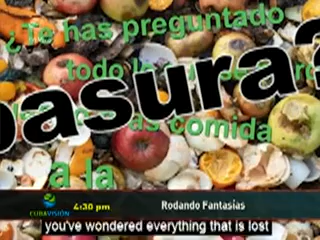 ¿Te has preguntado
todo lo
basura?
comida
a la
CUBAVISIÓN 4:30 pm Rodando Fantasías
you've wondered everything that is lost